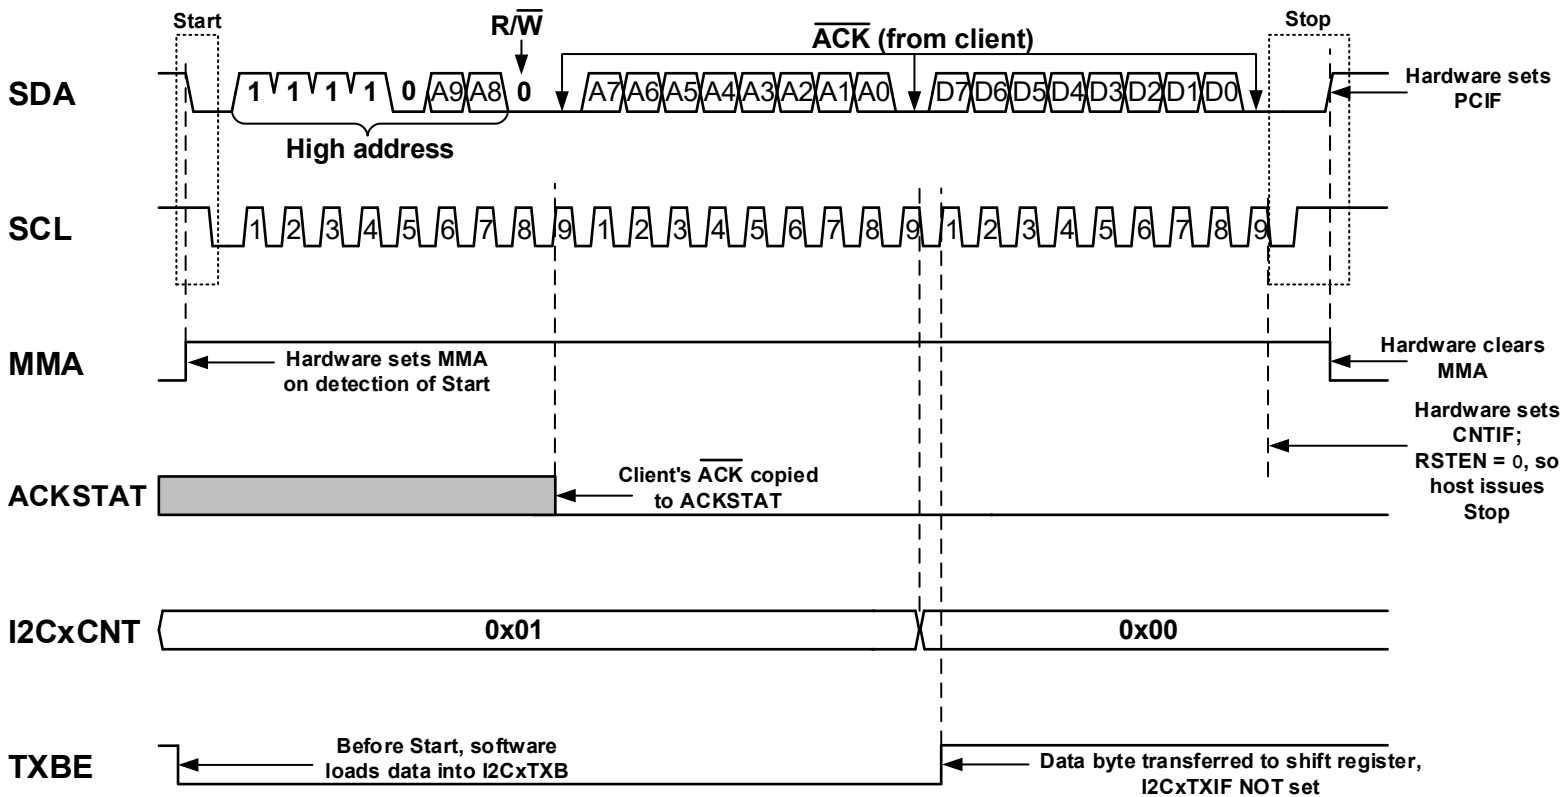 Start
R/W
ACK (from client)
Stop
SDA
1 1 1 1 0 A9 A8 0 A7 A6 A5 A4 A3 A2 A1 A0 D7 D6 D5 D4 D3 D2 D1 D0
Hardware sets
PCIF
High address
SCL
1 2 3 4 5 6 7 8 9 1 2 3 4 5 6 7 8 9 1 2 3 4 5 6 7 8 9
MMA
Hardware sets MMA
on detection of Start
Hardware clears
MMA
Hardware sets
CNTIF;
RSTEN = 0, so
host issues
Stop
ACKSTAT
Client's ACK copied
to ACKSTAT
I2CxCNT
0x01
0x00
TXBE
Before Start, software
loads data into I2CxTXB
Data byte transferred to shift register,
I2CxTXIF NOT set